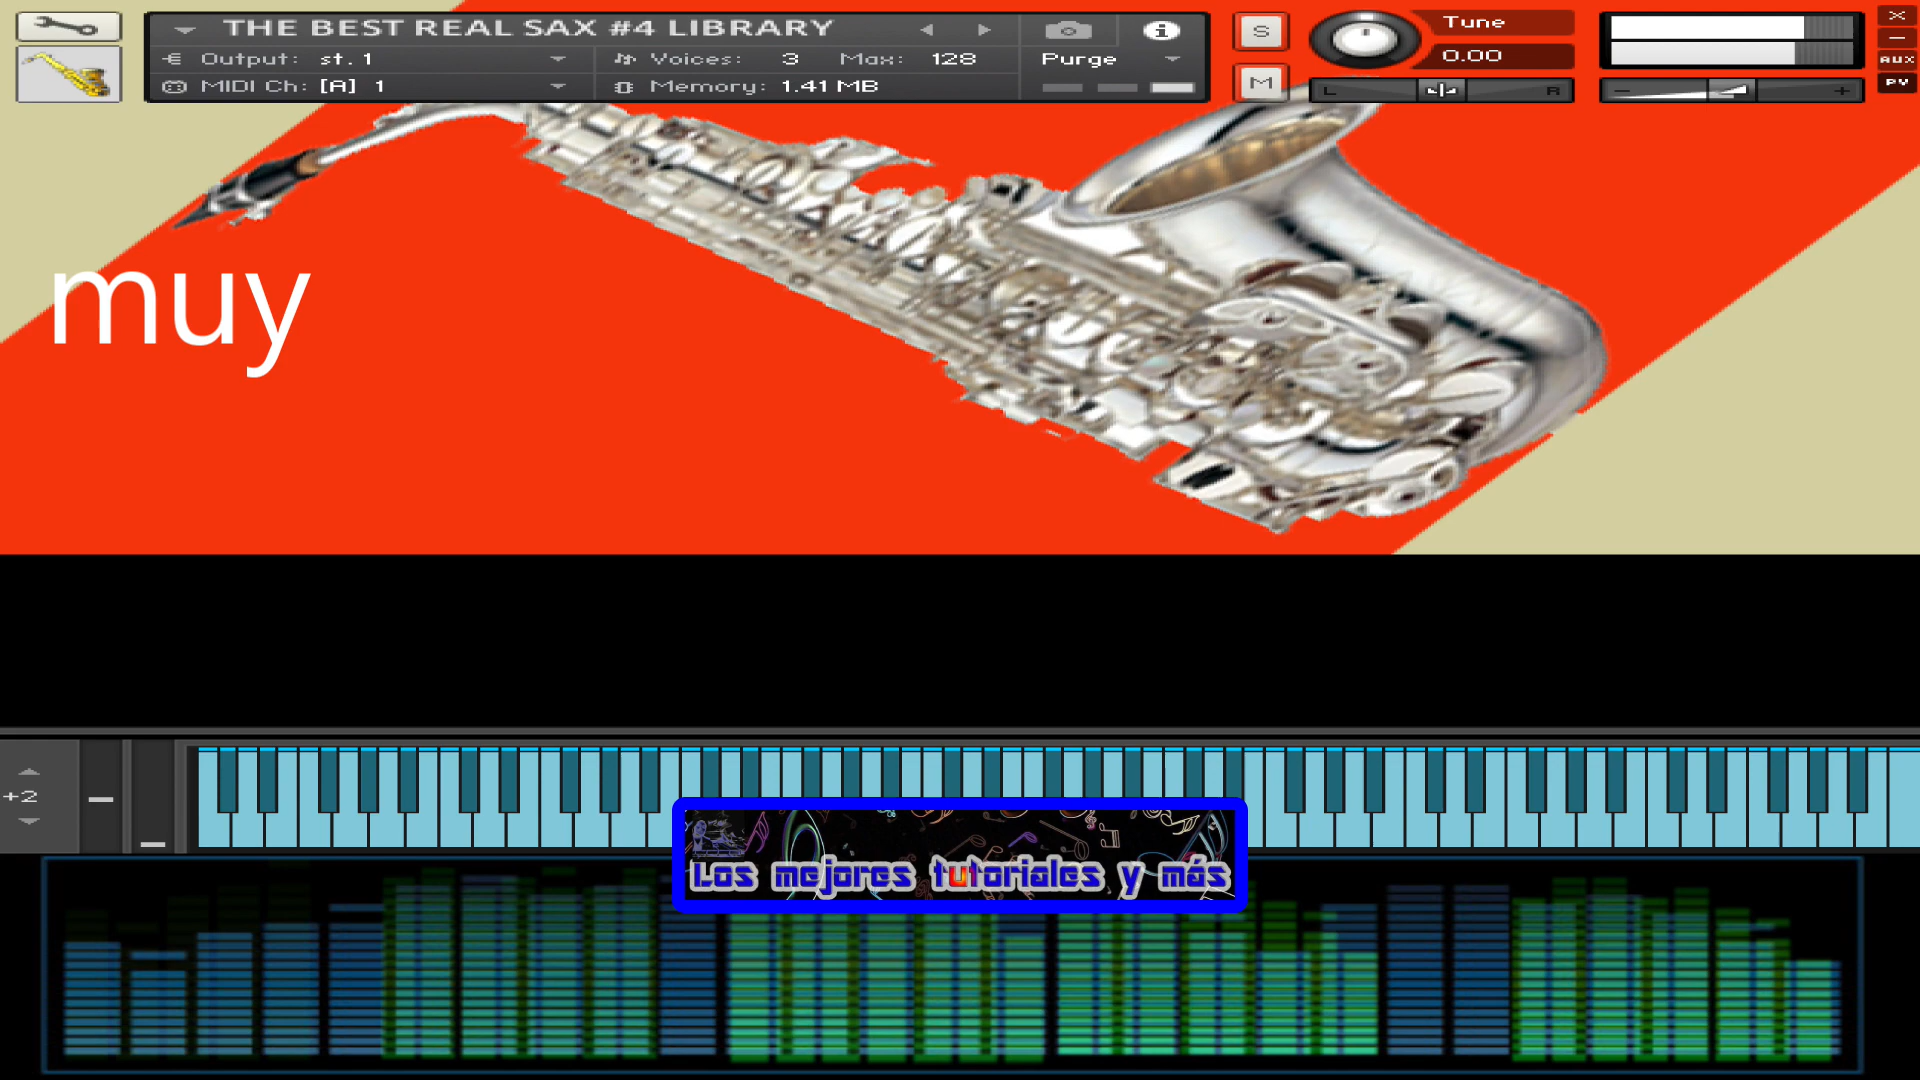 THE BEST REAL SAX #4 LIBRARY
Output: st. 1
Voices: 3 Max: 128
Purge
MIDI Ch: [A] 1
Memory: 1.41 MB
S
M
Tune
0.00
L R
- +
AUX
PV
muy
+2
Los mejores tutoriales y más